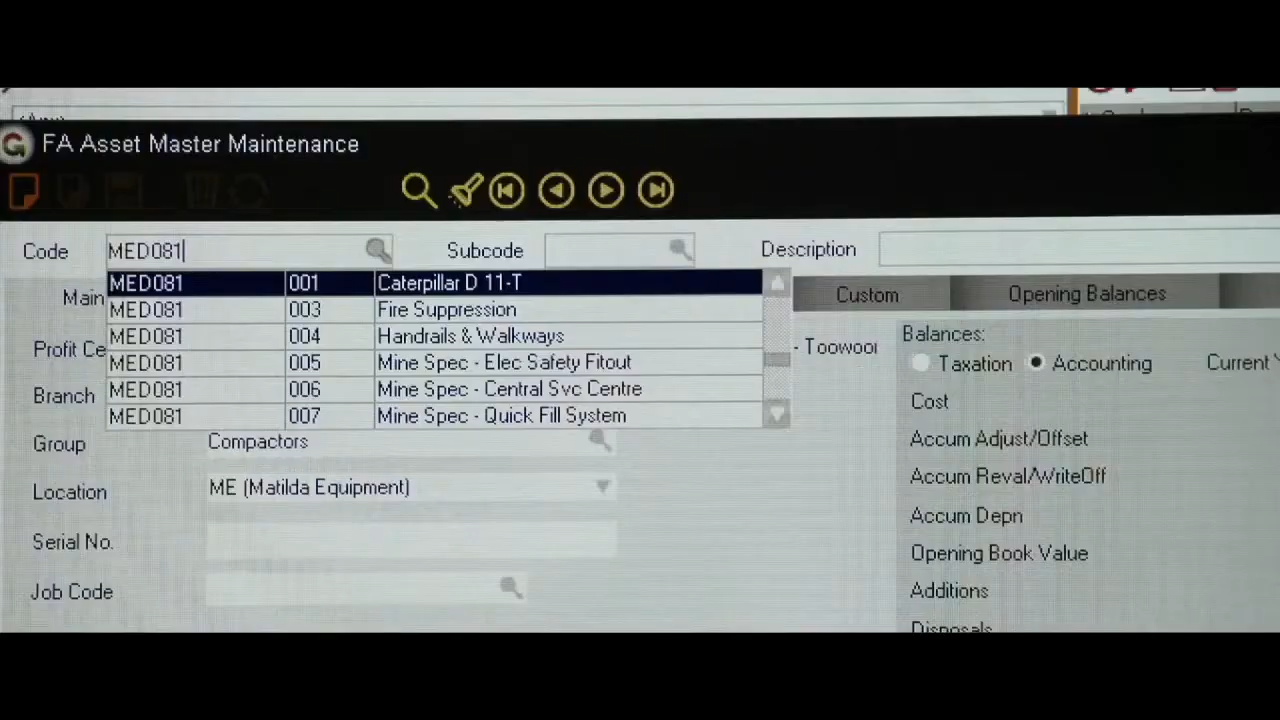 FA Asset Master Maintenance
Code MED081 Subcode Description
MED081 001 Caterpillar D 11-T
MED081 003 Fire Suppression
MED081 004 Handrails & Walkways
MED081 005 Mine Spec - Elec Safety Fitout
MED081 006 Mine Spec - Central Svc Centre
MED081 007 Mine Spec - Quick Fill System
Main
Profit Ce
Branch
Group Compactors
Location ME (Matilda Equipment)
Serial No.
Job Code
Custom Opening Balances
- Toowoo
Balances:
Taxation Accounting Current
Cost
Accum Adjust/Offset
Accum Reval/WriteOff
Accum Depn
Opening Book Value
Additions
Disposals